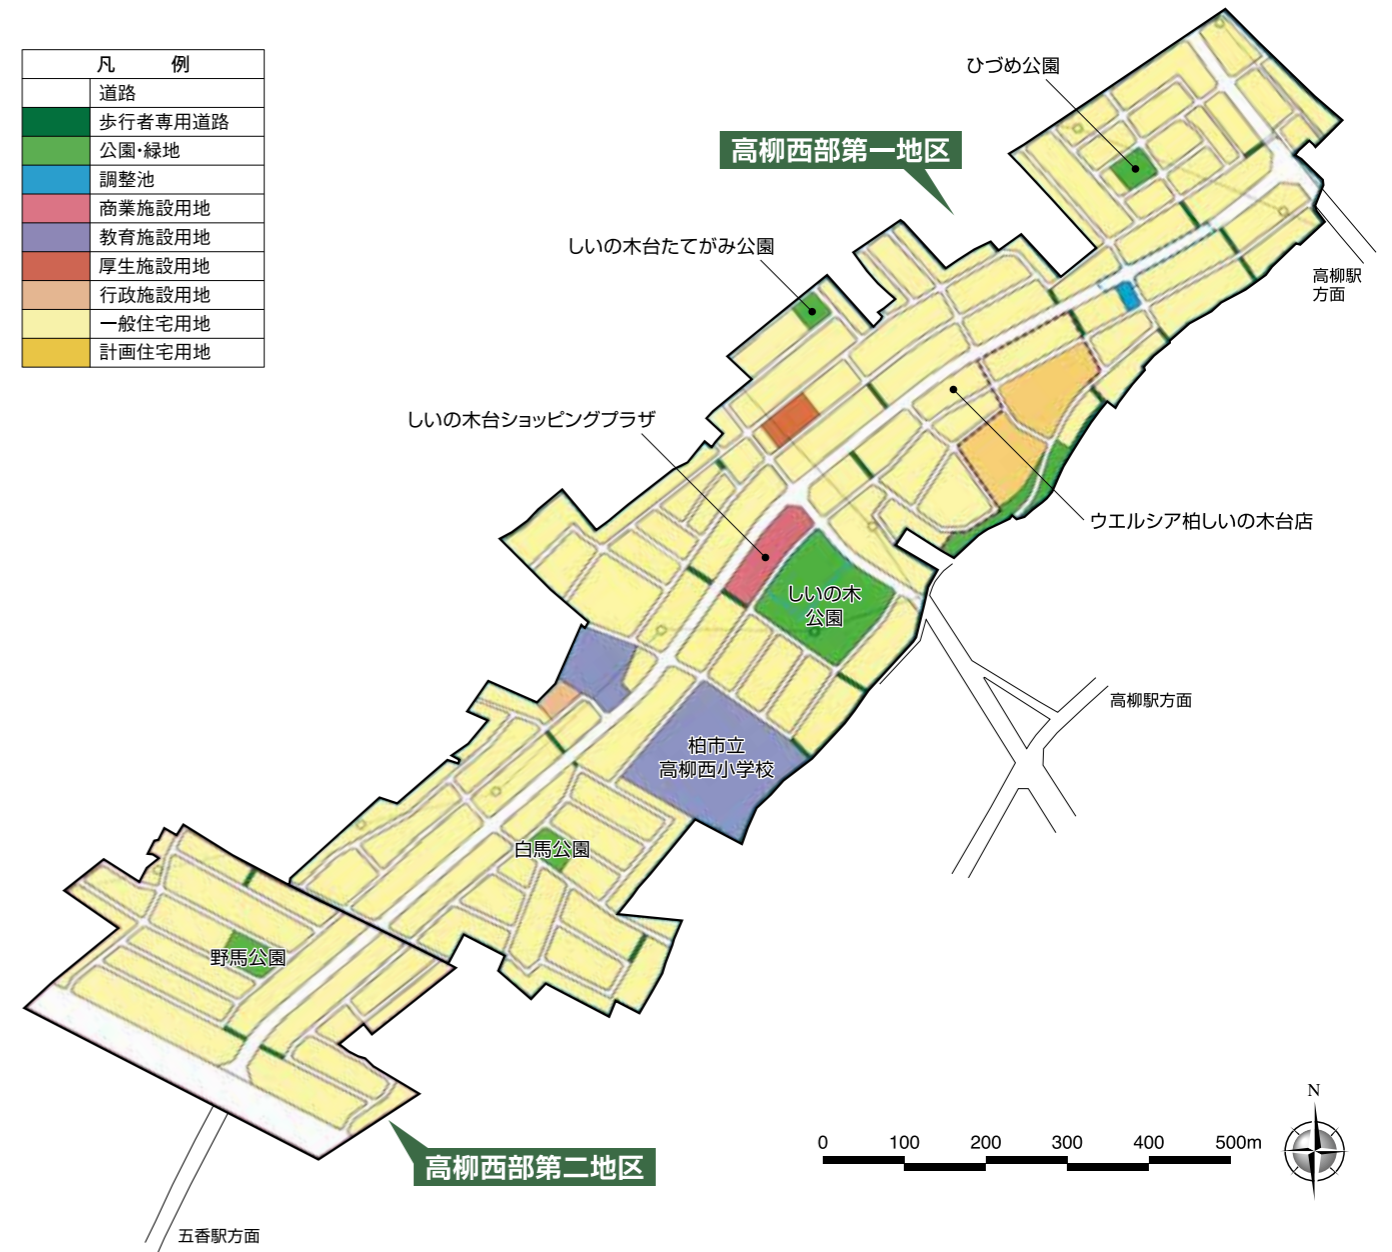 凡 例
道路
歩行者専用道路
公園・緑地
調整池
商業施設用地
教育施設用地
厚生施設用地
行政施設用地
一般住宅用地
計画住宅用地
ひづめ公園
高柳西部第一地区
しいの木台たてがみ公園
高柳駅
方面
しいの木台ショッピングプラザ
ウエルシア柏しいの木台店
しいの木
公園
高柳駅方面
柏市立
高柳西小学校
白馬公園
野馬公園
高柳西部第二地区
五香駅方面
0 100 200 300 400 500m
N